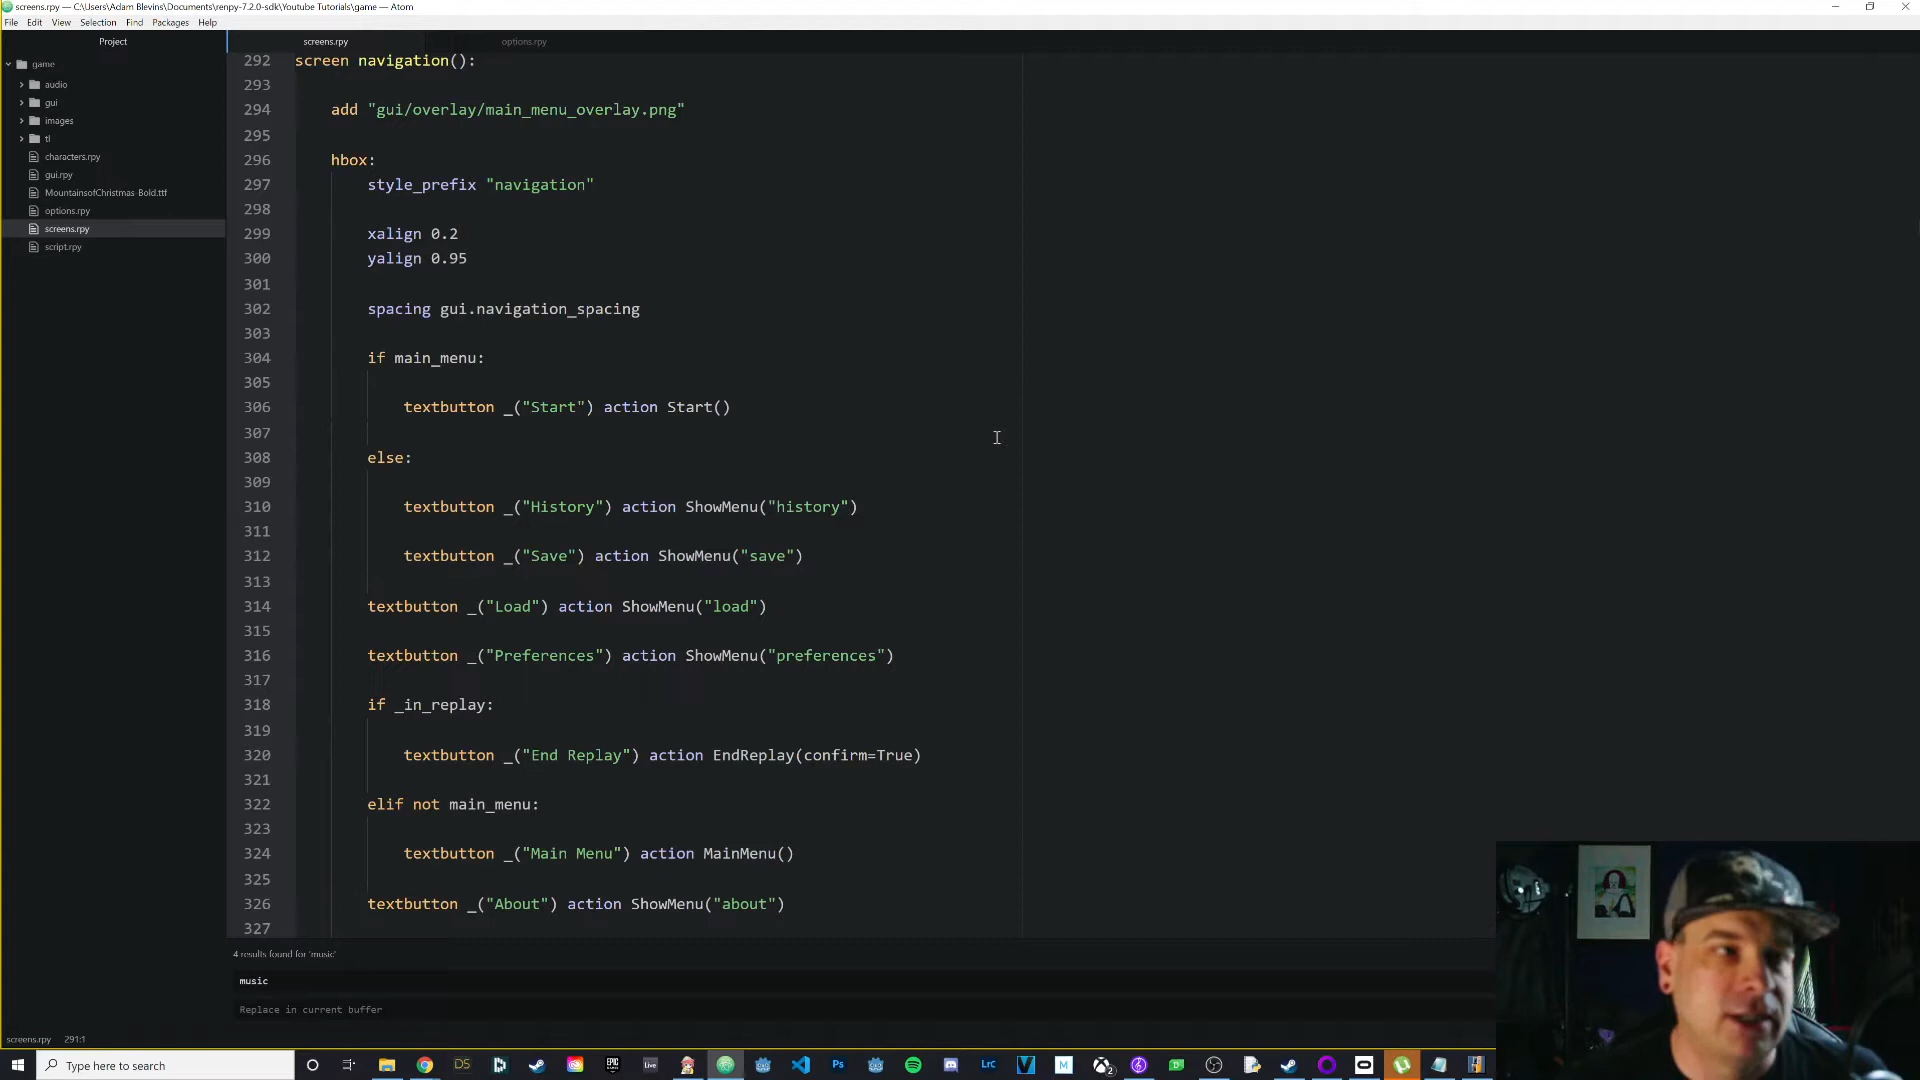 screens.rpy — C:\Users\Adam Blevins\Documents\renpy-7.2.0-sdk\Youtube Tutorials\game — Atom
File Edit View Selection Find Packages Help
Project
game
audio
gui
images
tl
characters.rpy
gui.rpy
MountainsofChristmas-Bold.ttf
options.rpy
screens.rpy
script.rpy
screens.rpy options.rpy
292 screen navigation():
293
294 add "gui/overlay/main_menu_overlay.png"
295
296 hbox:
297 style_prefix "navigation"
298
299 xalign 0.2
300 yalign 0.95
301
302 spacing gui.navigation_spacing
303
304 if main_menu:
305
306 textbutton _("Start") action Start()
307
308 else:
309
310 textbutton _("History") action ShowMenu("history")
311
312 textbutton _("Save") action ShowMenu("save")
313
314 textbutton _("Load") action ShowMenu("load")
315
316 textbutton _("Preferences") action ShowMenu("preferences")
317
318 if _in_replay:
319
320 textbutton _("End Replay") action EndReplay(confirm=True)
321
322 elif not main_menu:
323
324 textbutton _("Main Menu") action MainMenu()
325
326 textbutton _("About") action ShowMenu("about")
327
4 results found for 'music'
music
Replace in current buffer
screens.rpy 291:1
Type here to search
DS
Live
Ps
Lrc
M
2